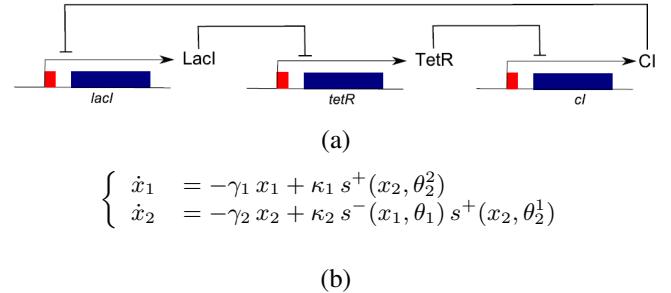 LacI TetR CI
lacI tetR cI
(a)
ẋ₁ = −γ₁ x₁ + κ₁ s⁺(x₂, θ₂²)
ẋ₂ = −γ₂ x₂ + κ₂ s⁻(x₁, θ₁) s⁺(x₂, θ₂¹)
(b)